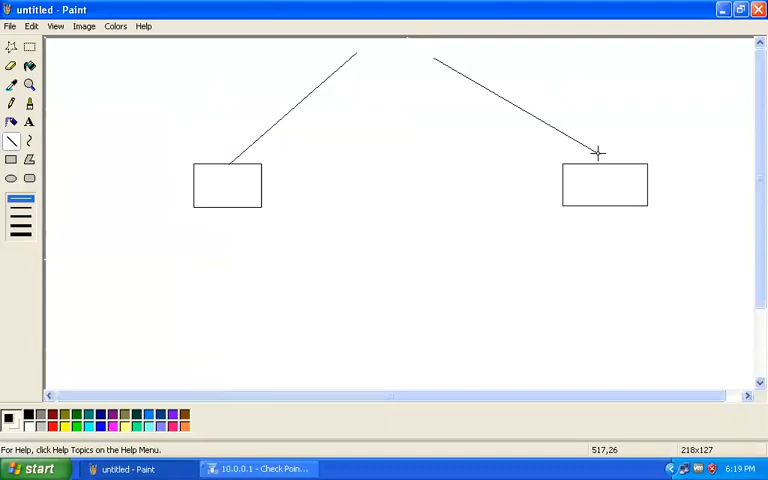 untitled - Paint
File Edit View Image Colors Help
A
For Help, click Help Topics on the Help Menu.
517,26
218x127
start
untitled - Paint
10.0.0.1 - Check Poin...
6:19 PM